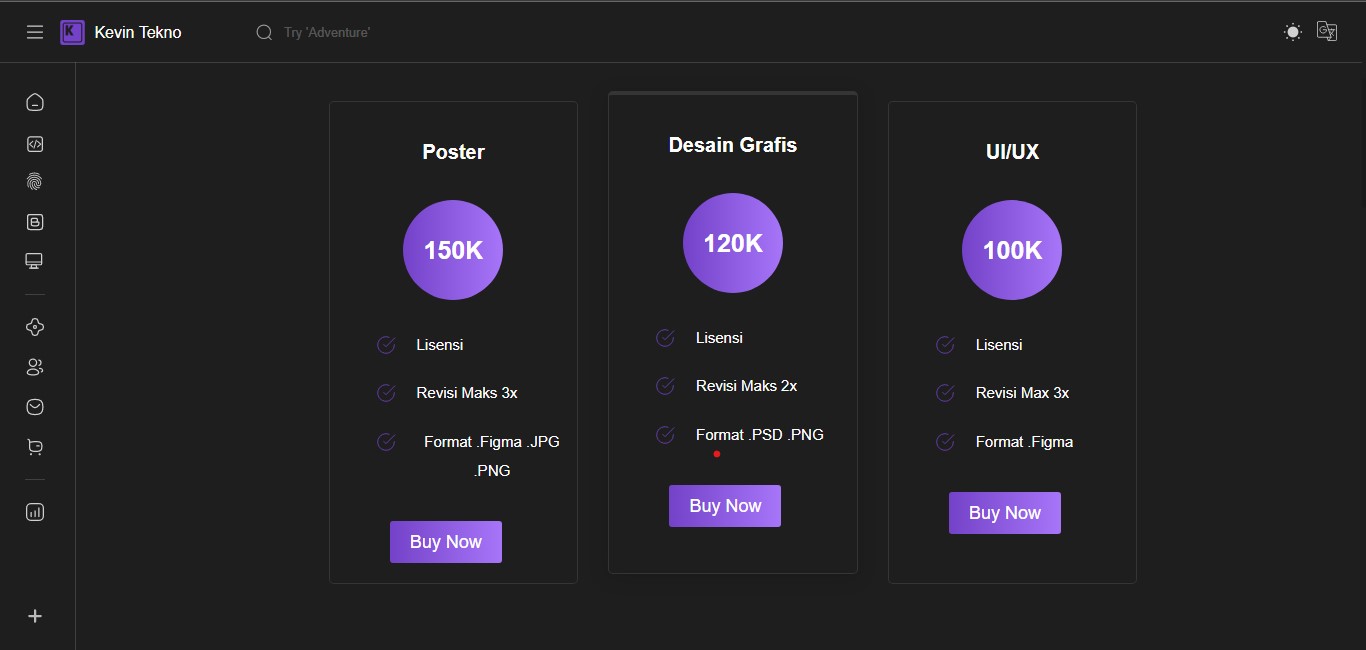 Kevin Tekno
Try 'Adventure'
Poster
150K
Lisensi
Revisi Maks 3x
Format .Figma .JPG
.PNG
Buy Now
Desain Grafis
120K
Lisensi
Revisi Maks 2x
Format .PSD .PNG
Buy Now
UI/UX
100K
Lisensi
Revisi Max 3x
Format .Figma
Buy Now